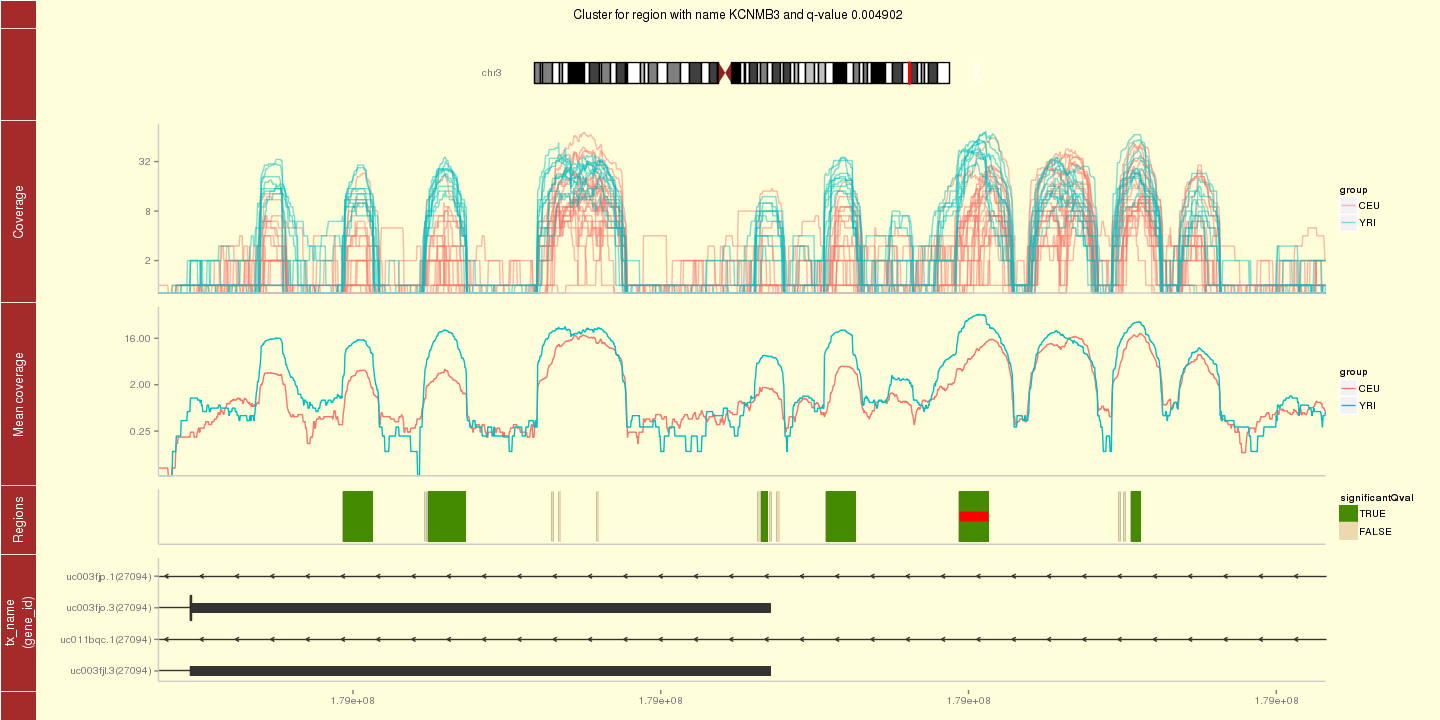 Cluster for region with name KCNMB3 and q-value 0.004902
chr3
Coverage
32
8
2
group
CEU
YRI
Mean coverage
16.00
2.00
0.25
group
CEU
YRI
Regions
significantQval
TRUE
FALSE
tx_name
(gene_id)
uc003fjp.1(27094)
uc003fjo.3(27094)
uc011bqc.1(27094)
uc003fjl.3(27094)
1.79e+08 1.79e+08 1.79e+08 1.79e+08